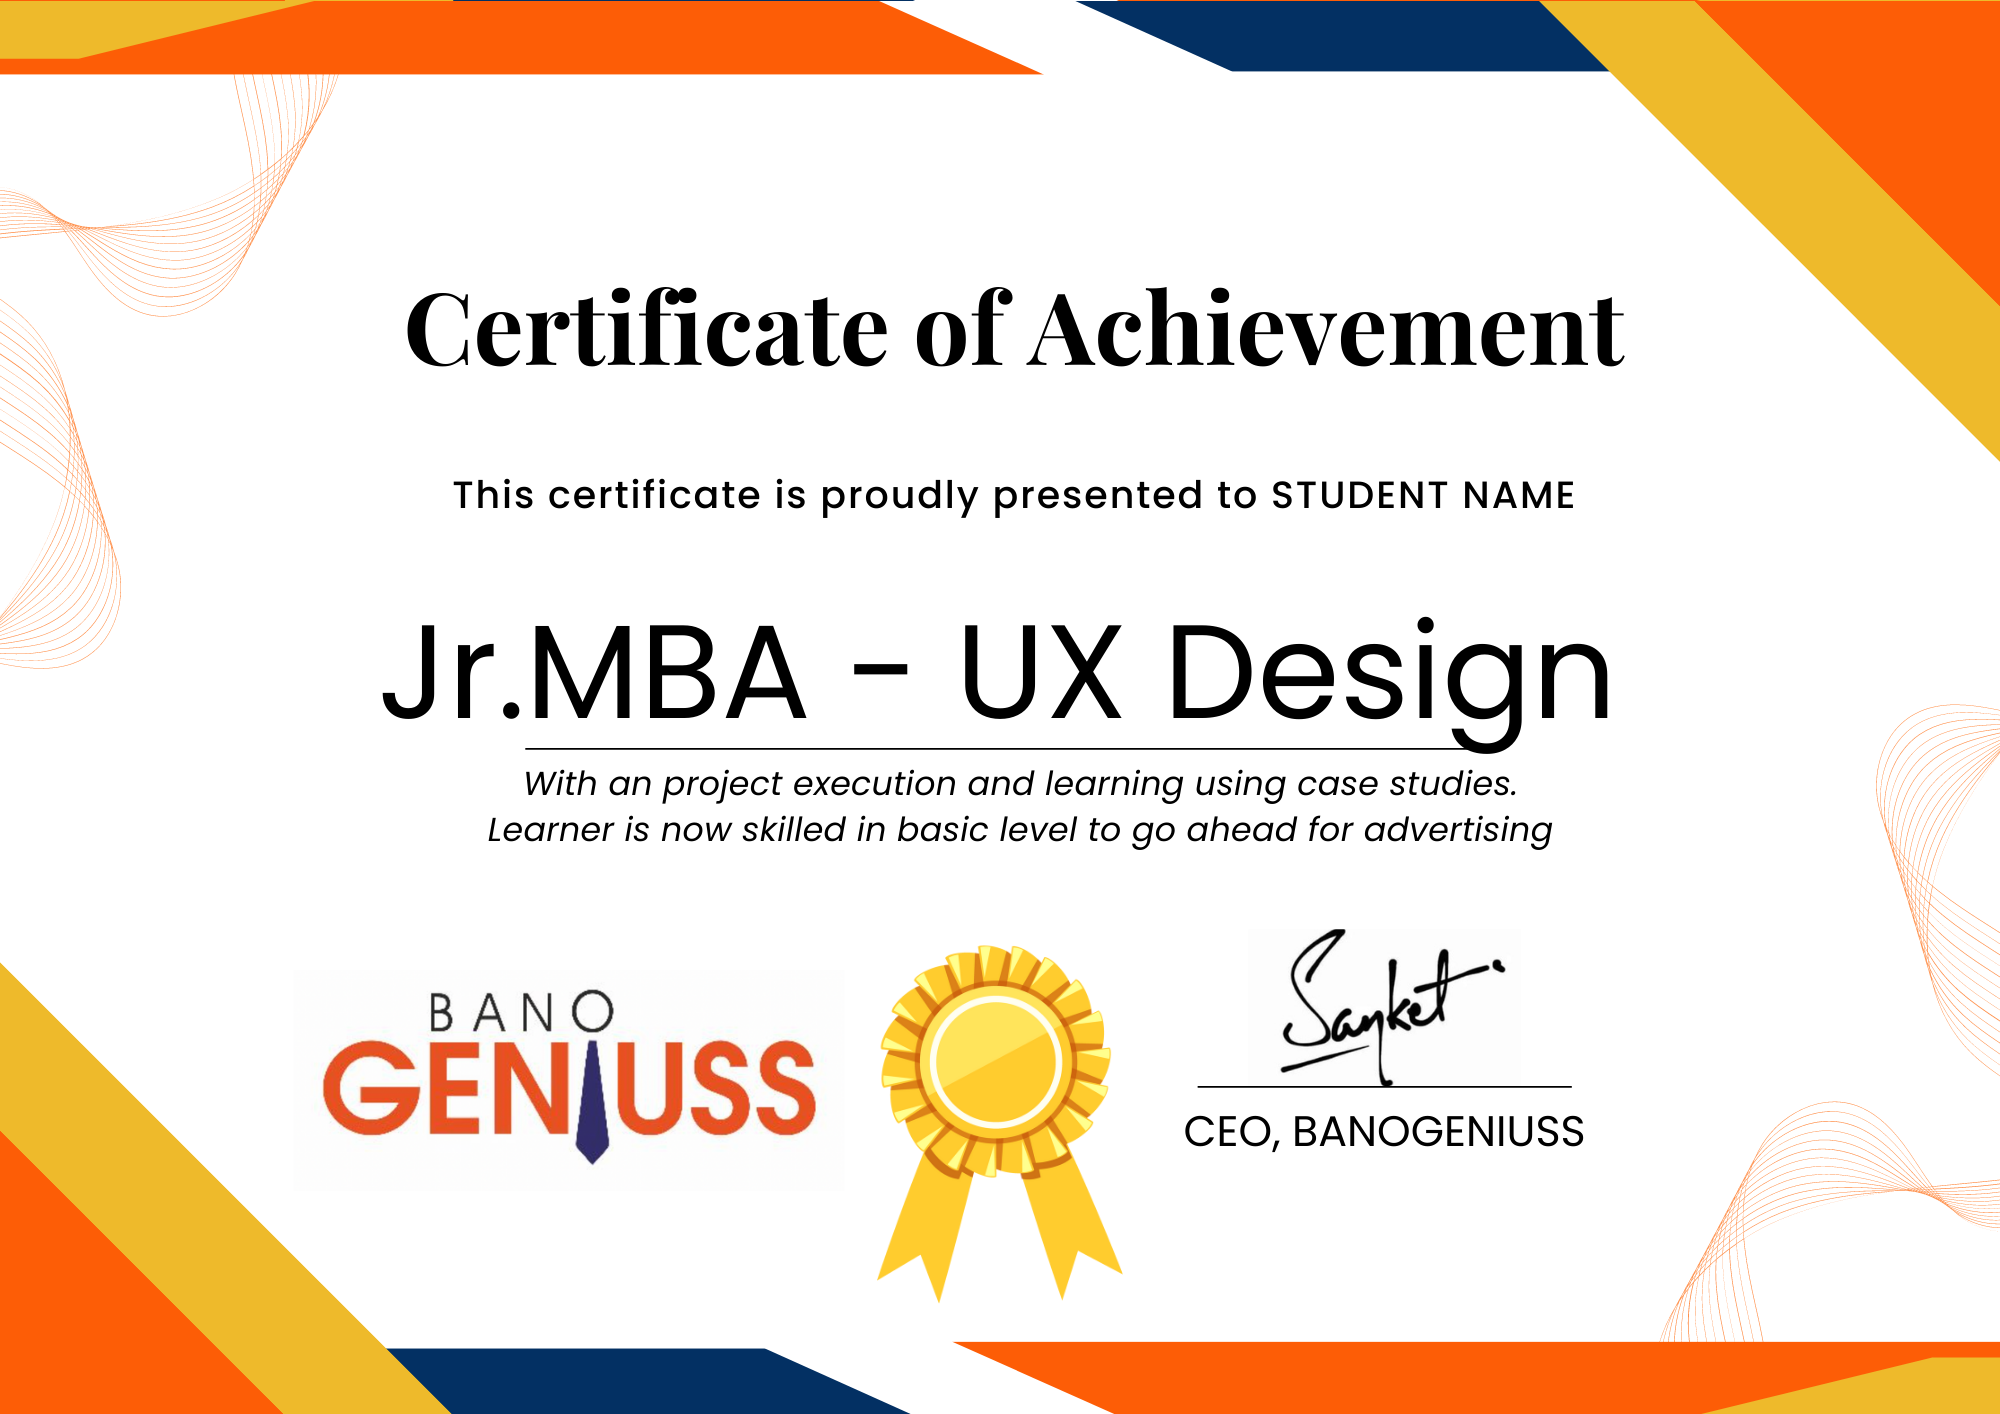 Certificate of Achievement
This certificate is proudly presented to STUDENT NAME
Jr.MBA - UX Design
With an project execution and learning using case studies.
Learner is now skilled in basic level to go ahead for advertising
BANO
GENIUSS
Sanket
CEO, BANOGENIUSS